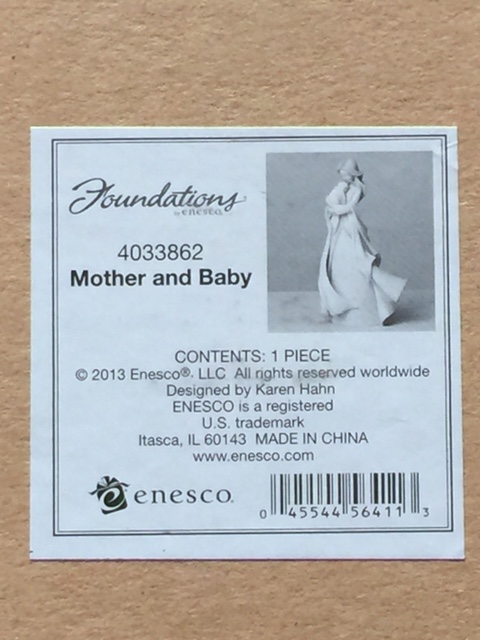 Foundations
by enesco.
4033862
Mother and Baby
CONTENTS: 1 PIECE
© 2013 Enesco®, LLC All rights reserved worldwide
Designed by Karen Hahn
ENESCO is a registered
U.S. trademark
Itasca, IL 60143 MADE IN CHINA
www.enesco.com
enesco.
0 45544 56411 3